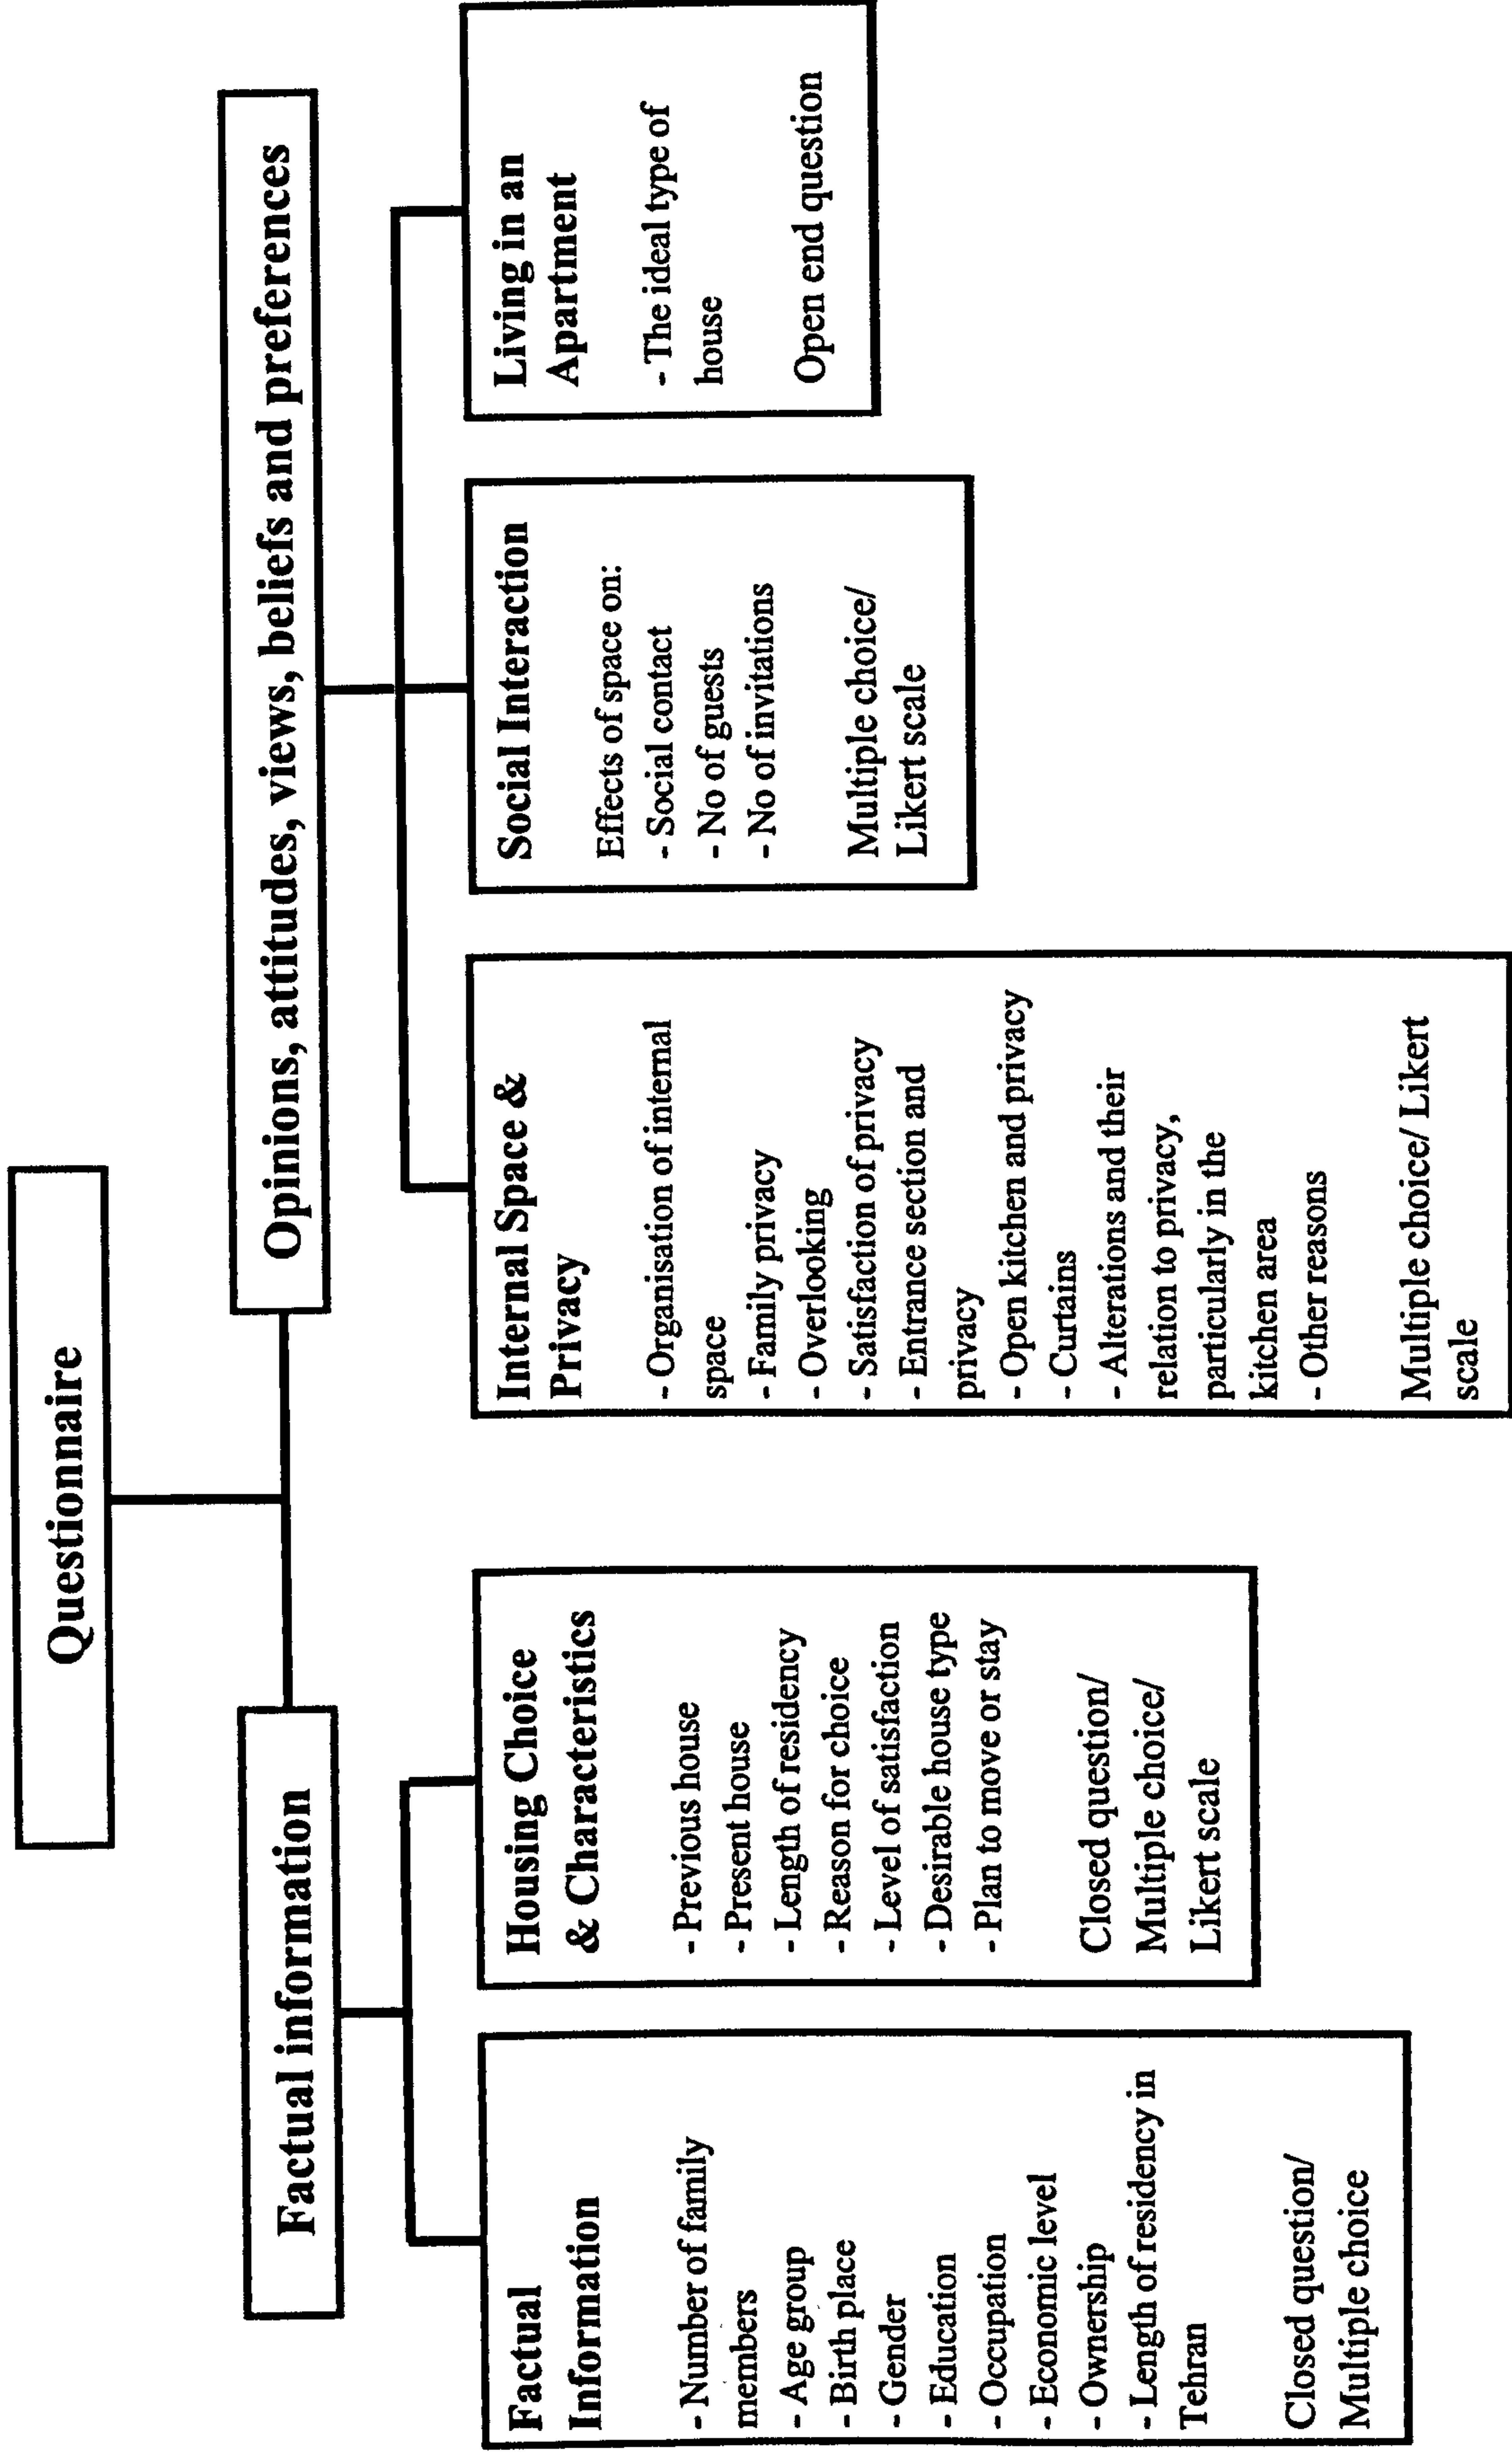 Questionnaire
Factual information
Opinions, attitudes, views, beliefs and preferences
Factual
Information
- Number of family
members
- Age group
- Birth place
- Gender
- Education
- Occupation
- Economic level
- Ownership
- Length of residency in
Tehran
Closed question/
Multiple choice
Housing Choice
& Characteristics
- Previous house
- Present house
- Length of residency
- Reason for choice
- Level of satisfaction
- Desirable house type
- Plan to move or stay
Closed question/
Multiple choice/
Likert scale
Internal Space &
Privacy
- Organisation of internal
space
- Family privacy
- Overlooking
- Satisfaction of privacy
- Entrance section and
privacy
- Open kitchen and privacy
- Curtains
- Alterations and their
relation to privacy,
particularly in the
kitchen area
- Other reasons
Multiple choice/ Likert
scale
Social Interaction
Effects of space on:
- Social contact
- No of guests
- No of invitations
Multiple choice/
Likert scale
Living in an
Apartment
- The ideal type of
house
Open end question